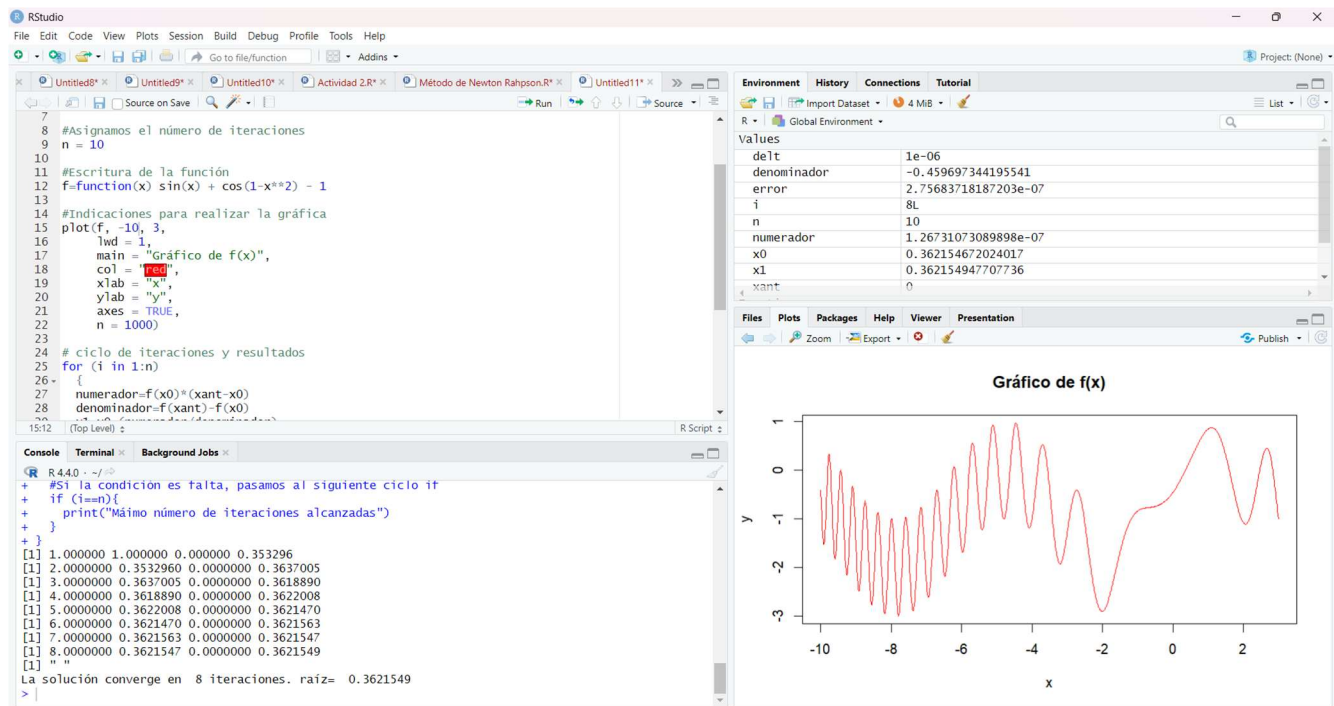 RStudio
File Edit Code View Plots Session Build Debug Profile Tools Help
Go to file/function Addins Project: (None)
Untitled8* Untitled9* Untitled10* Actividad 2.R* Método de Newton Rahpson.R* Untitled11*
Source on Save Run Source
7
8 #Asignamos el número de iteraciones
9 n = 10
10
11 #Escritura de la función
12 f=function(x) sin(x) + cos(1-x**2) - 1
13
14 #Indicaciones para realizar la gráfica
15 plot(f, -10, 3,
16 lwd = 1,
17 main = "Gráfico de f(x)",
18 col = "red",
19 xlab = "x",
20 ylab = "y",
21 axes = TRUE,
22 n = 1000)
23
24 # ciclo de iteraciones y resultados
25 for (i in 1:n)
26 {
27 numerador=f(x0)*(xant-x0)
28 denominador=f(xant)-f(x0)
15:12 (Top Level) R Script
Console Terminal Background Jobs
R 4.4.0 · ~/
+ #Si la condición es falta, pasamos al siguiente ciclo if
+ if (i==n){
+ print("Máimo número de iteraciones alcanzadas")
+ }
+ }
[1] 1.000000 1.000000 0.000000 0.353296
[1] 2.0000000 0.3532960 0.0000000 0.3637005
[1] 3.0000000 0.3637005 0.0000000 0.3618890
[1] 4.0000000 0.3618890 0.0000000 0.3622008
[1] 5.0000000 0.3622008 0.0000000 0.3621470
[1] 6.0000000 0.3621470 0.0000000 0.3621563
[1] 7.0000000 0.3621563 0.0000000 0.3621547
[1] 8.0000000 0.3621547 0.0000000 0.3621549
[1] " "
La solución converge en 8 iteraciones. raíz= 0.3621549
>
Environment History Connections Tutorial
Import Dataset 4 MiB List
R Global Environment
Values
delt 1e-06
denominador -0.459697344195541
error 2.75683718187203e-07
i 8L
n 10
numerador 1.26731073089898e-07
x0 0.362154672024017
x1 0.362154947707736
xant 0
Files Plots Packages Help Viewer Presentation
Zoom Export Publish
Gráfico de f(x)
y
1
0
-1
-2
-3
-10 -8 -6 -4 -2 0 2
x